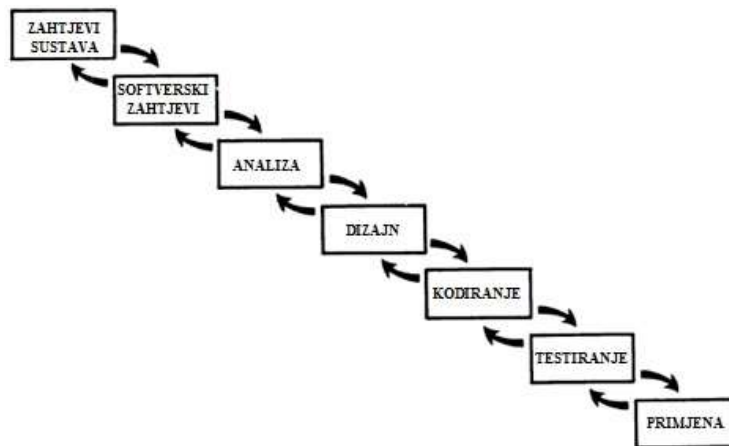 ZAHTJEVI
SUSTAVA
SOFTVERSKI
ZAHTJEVI
ANALIZA
DIZAJN
KODIRANJE
TESTIRANJE
PRIMJENA